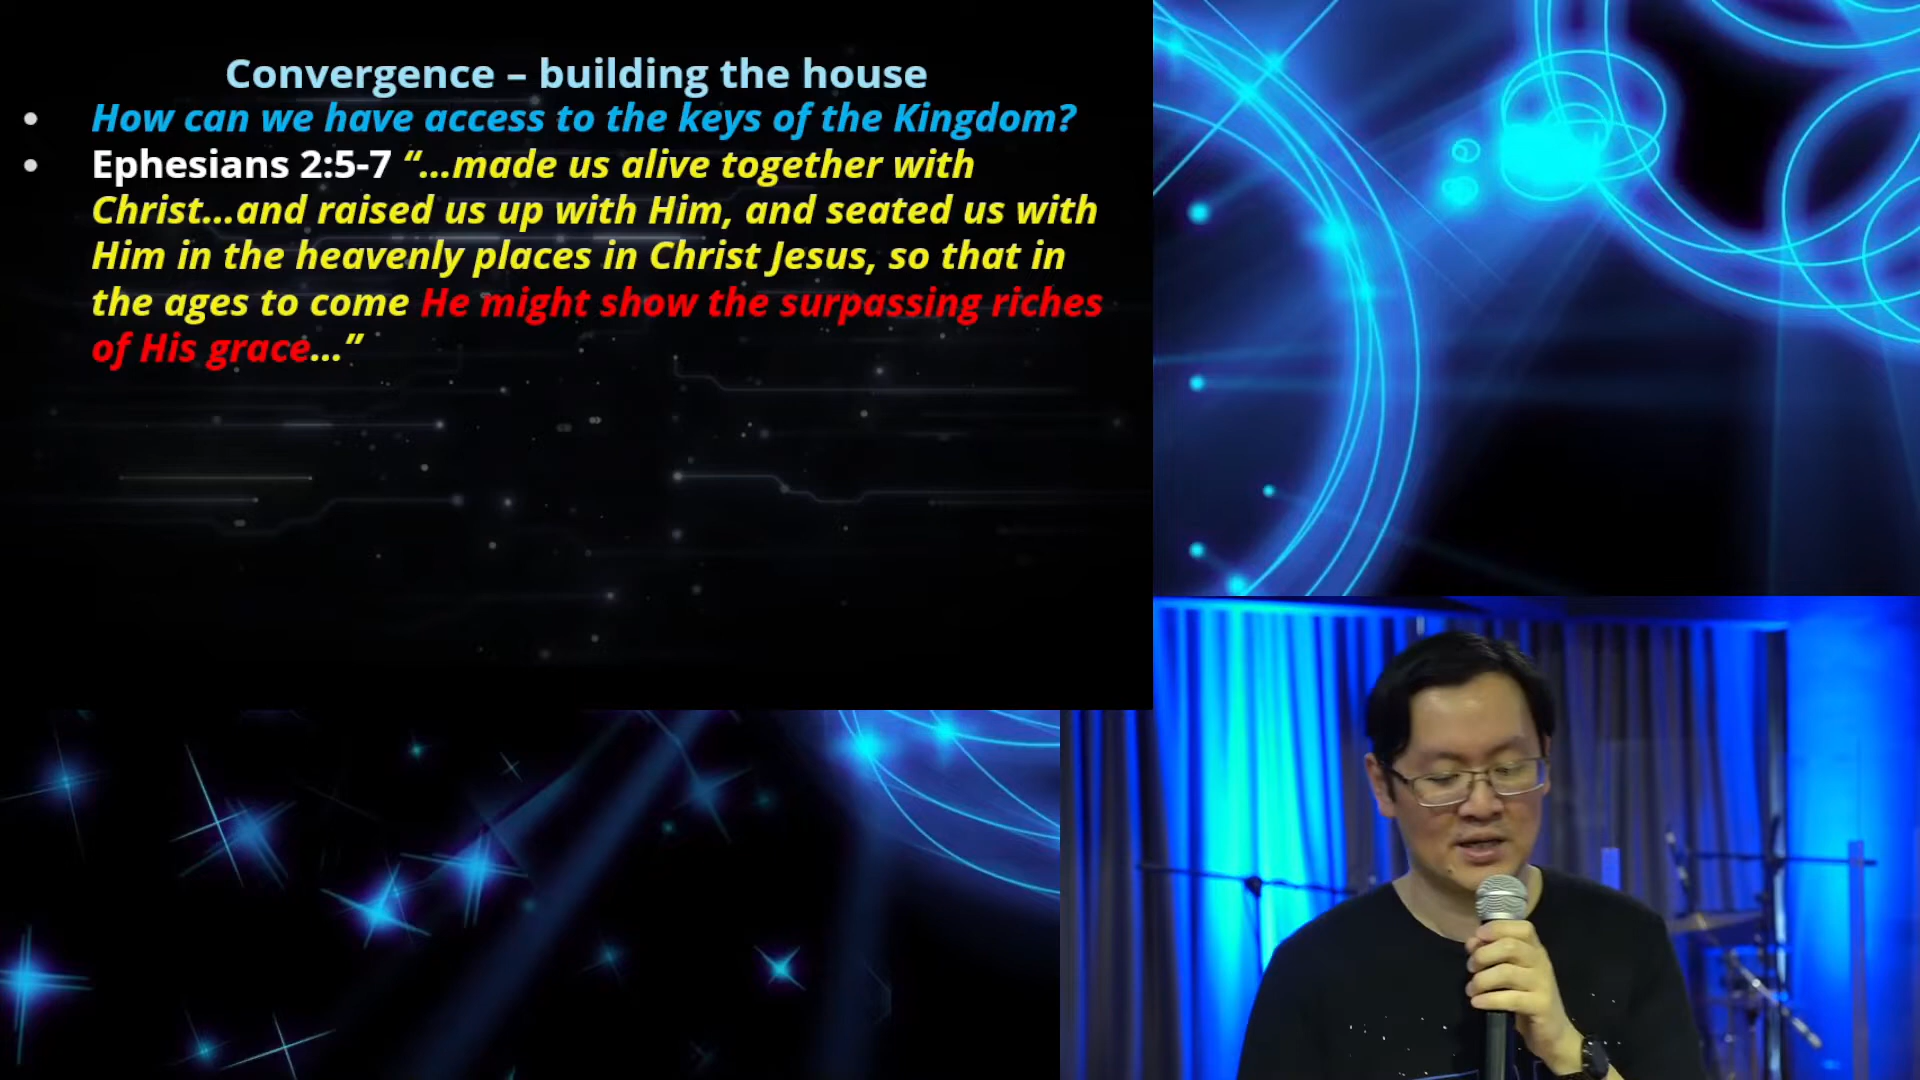 Convergence – building the house
• How can we have access to the keys of the Kingdom?
• Ephesians 2:5-7 “…made us alive together with
Christ…and raised us up with Him, and seated us with
Him in the heavenly places in Christ Jesus, so that in
the ages to come He might show the surpassing riches
of His grace…”